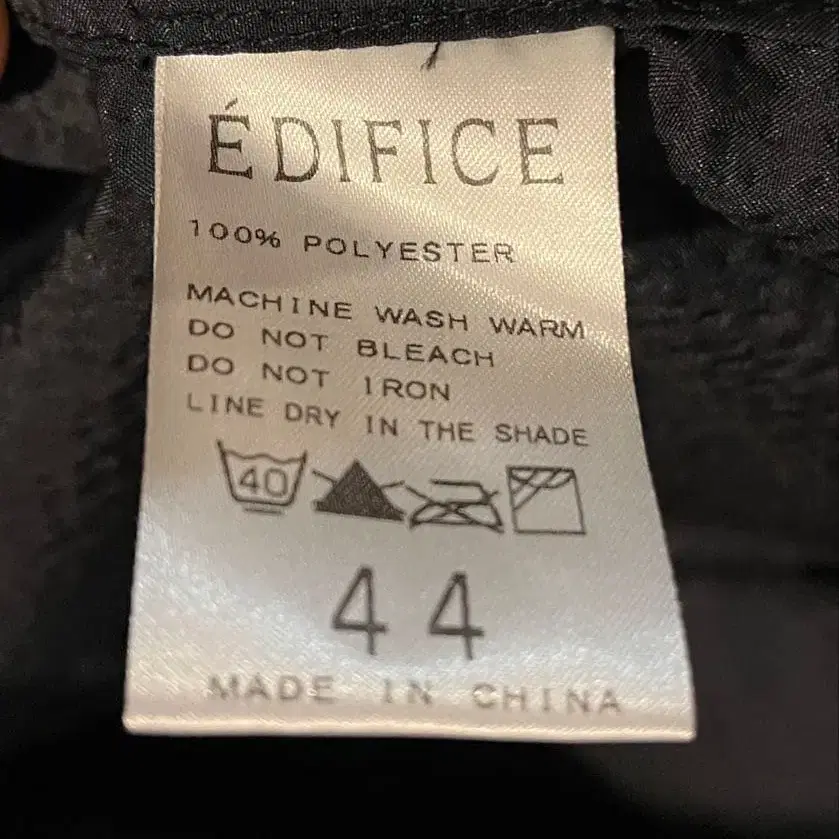 ÉDIFICE
100% POLYESTER
MACHINE WASH WARM
DO NOT BLEACH
DO NOT IRON
LINE DRY IN THE SHADE
40
44
MADE IN CHINA